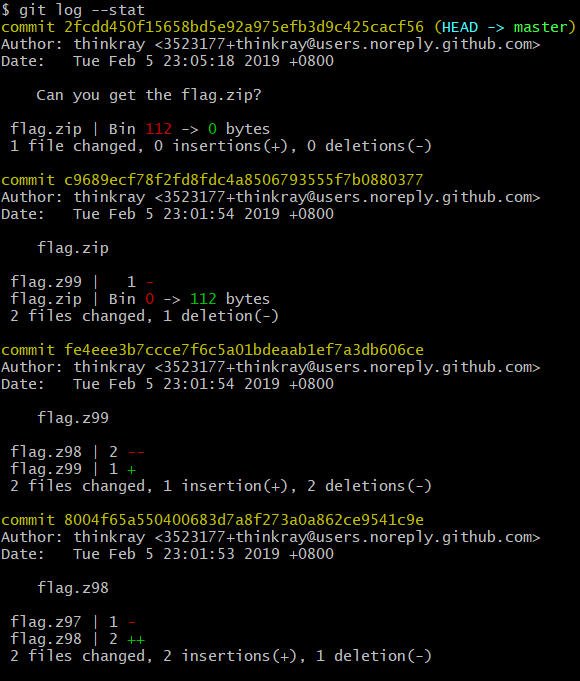 $ git log --stat
commit 2fcdd450f15658bd5e92a975efb3d9c425cacf56 (HEAD -> master)
Author: thinkray <3523177+thinkray@users.noreply.github.com>
Date:   Tue Feb 5 23:05:18 2019 +0800
    Can you get the flag.zip?
 flag.zip | Bin 112 -> 0 bytes
 1 file changed, 0 insertions(+), 0 deletions(-)
commit c9689ecf78f2fd8fdc4a8506793555f7b0880377
Author: thinkray <3523177+thinkray@users.noreply.github.com>
Date:   Tue Feb 5 23:01:54 2019 +0800
    flag.zip
 flag.z99 |   1 -
 flag.zip | Bin 0 -> 112 bytes
 2 files changed, 1 deletion(-)
commit fe4eee3b7ccce7f6c5a01bdeaab1ef7a3db606ce
Author: thinkray <3523177+thinkray@users.noreply.github.com>
Date:   Tue Feb 5 23:01:54 2019 +0800
    flag.z99
 flag.z98 | 2 --
 flag.z99 | 1 +
 2 files changed, 1 insertion(+), 2 deletions(-)
commit 8004f65a550400683d7a8f273a0a862ce9541c9e
Author: thinkray <3523177+thinkray@users.noreply.github.com>
Date:   Tue Feb 5 23:01:53 2019 +0800
    flag.z98
 flag.z97 | 1 -
 flag.z98 | 2 ++
 2 files changed, 2 insertions(+), 1 deletion(-)